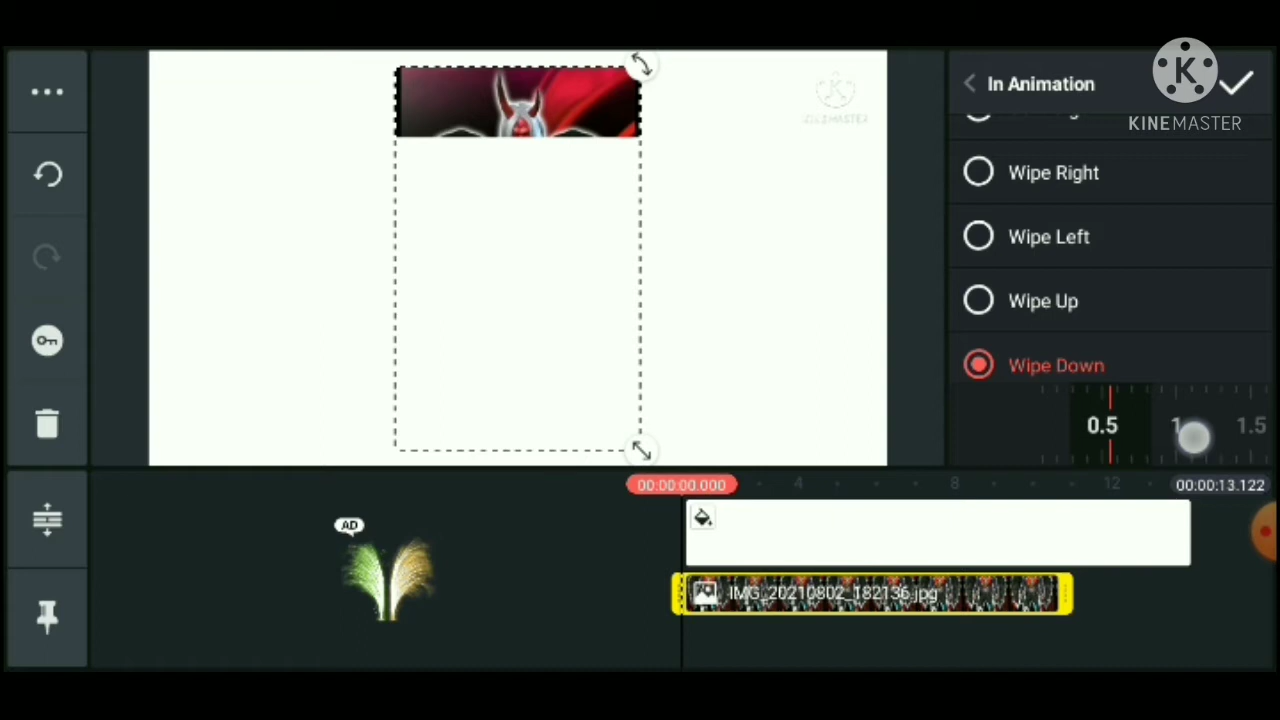 In Animation
K
KINEMASTER
Wipe Right
Wipe Left
Wipe Up
Wipe Down
0.5
1
1.5
00:00:00.000
4
8
12
00:00:13.122
AD
IMG_20210802_182136.jpg